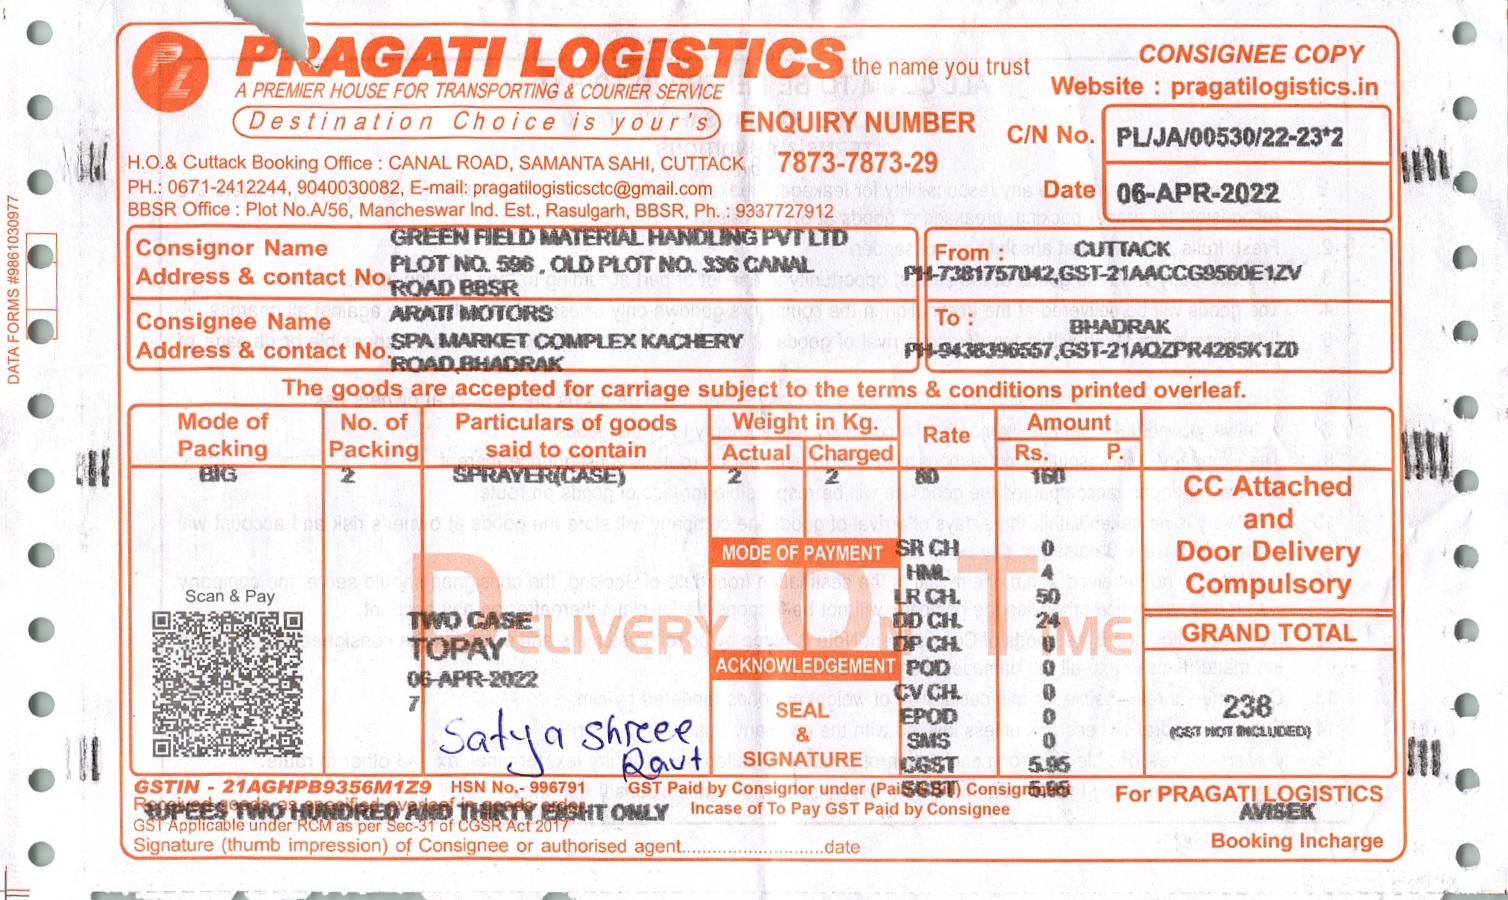 PRAGATI LOGISTICS the name you trust
A PREMIER HOUSE FOR TRANSPORTING & COURIER SERVICE
Destination Choice is your's
CONSIGNEE COPY
Website : pragatilogistics.in
ENQUIRY NUMBER
7873-7873-29
C/N No. PL/JA/00530/22-23*2
Date 06-APR-2022
H.O.& Cuttack Booking Office : CANAL ROAD, SAMANTA SAHI, CUTTACK,
PH.: 0671-2412244, 9040030082, E-mail: pragatilogisticsctc@gmail.com
BBSR Office : Plot No.A/56, Mancheswar Ind. Est., Rasulgarh, BBSR, Ph.: 9337727912
Consignor Name
Address & contact No.
GREEN FIELD MATERIAL HANDLING PVT LTD
PLOT NO. 596 , OLD PLOT NO. 336 CANAL
ROAD BBSR
From : CUTTACK
PH-7381757042,GST-21AACCG9560E1ZV
Consignee Name
Address & contact No.
ARATI MOTORS
SPA MARKET COMPLEX KACHERY
ROAD,BHADRAK
To : BHADRAK
PH-9438396557,GST-21AQZPR4285K1ZD
The goods are accepted for carriage subject to the terms & conditions printed overleaf.
Mode of Packing
No. of Packing
Particulars of goods said to contain
Weight in Kg.
Actual Charged
Rate
Amount
Rs. P.
BIG 2 SPRAYER(CASE) 2 2 80 160
CC Attached
and
Door Delivery
Compulsory
GRAND TOTAL
238
(GST NOT INCLUDED)
MODE OF PAYMENT
ACKNOWLEDGEMENT
SEAL
&
SIGNATURE
SR CH 0
HML 4
LR CH. 50
DD CH. 24
DP CH. 0
POD 0
CV CH. 0
EPOD 0
SMS 0
CGST 5.95
SGST 5.95
DELIVERY ON TIME
Scan & Pay
TWO CASE
TOPAY
06-APR-2022
7
Satya Shree
Raut
GSTIN - 21AGHPB9356M1Z9 HSN No.- 996791
GST Paid by Consignor under (Paid
Incase of To Pay GST Paid by Consignee
Received goods as specified overleaf in goods order
RUPEES TWO HUNDRED AND THIRTY EIGHT ONLY
GST Applicable under RCM as per Sec-31 of CGSR Act 2017
Signature (thumb impression) of Consignee or authorised agent..........................date
For PRAGATI LOGISTICS
AVISEK
Booking Incharge
DATA FORMS #9861030977